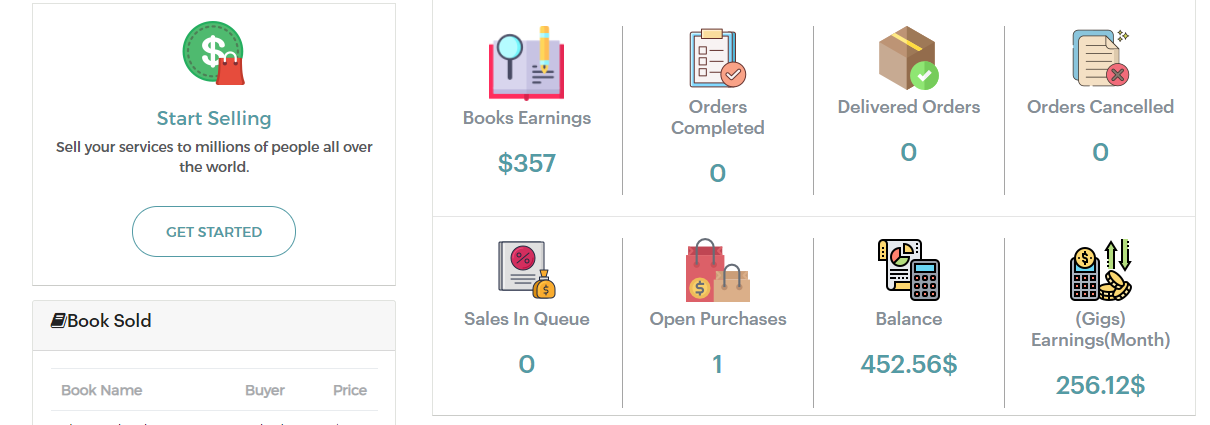 Start Selling
Sell your services to millions of people all over
the world.
GET STARTED
Book Sold
Book Name Buyer Price
Books Earnings
$357
Orders
Completed
0
Delivered Orders
0
Orders Cancelled
0
Sales In Queue
0
Open Purchases
1
Balance
452.56$
(Gigs)
Earnings(Month)
256.12$